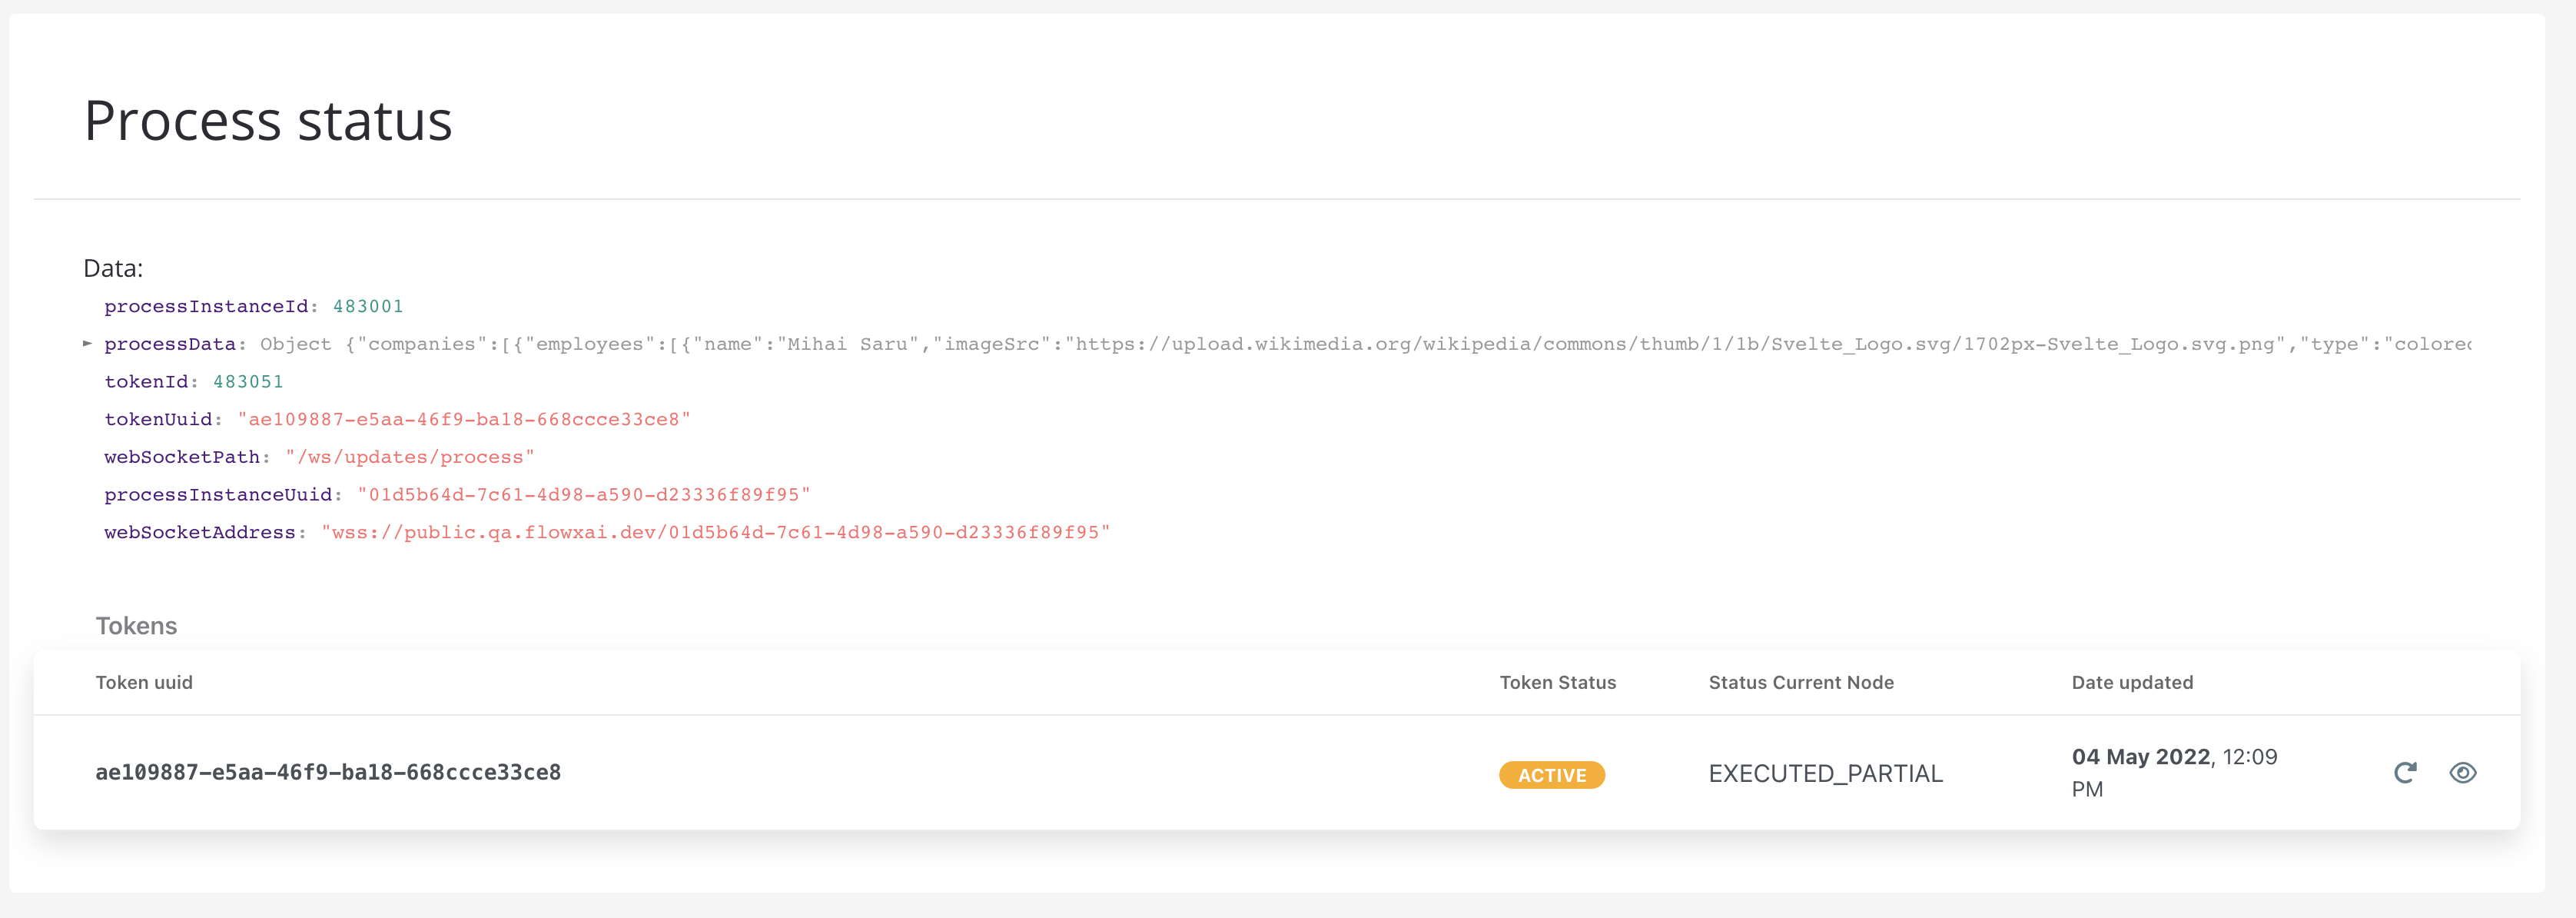 Process status
Data:
processInstanceId: 483001
processData: Object {"companies":[{"employees":[{"name":"Mihai Saru","imageSrc":"https://upload.wikimedia.org/wikipedia/commons/thumb/1/1b/Svelte_Logo.svg/1702px-Svelte_Logo.svg.png","type":"colored
tokenId: 483051
tokenUuid: "ae109887-e5aa-46f9-ba18-668ccce33ce8"
webSocketPath: "/ws/updates/process"
processInstanceUuid: "01d5b64d-7c61-4d98-a590-d23336f89f95"
webSocketAddress: "wss://public.qa.flowxai.dev/01d5b64d-7c61-4d98-a590-d23336f89f95"
Tokens
Token uuid Token Status Status Current Node Date updated
ae109887-e5aa-46f9-ba18-668ccce33ce8 ACTIVE EXECUTED_PARTIAL 04 May 2022, 12:09
PM